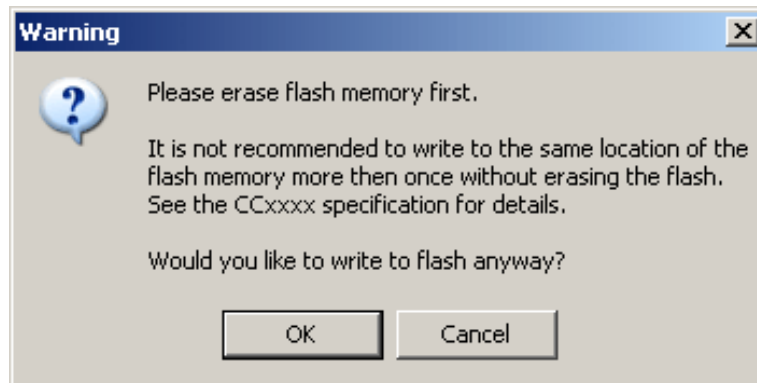 Warning
Please erase flash memory first.
It is not recommended to write to the same location of the
flash memory more then once without erasing the flash.
See the CCxxxx specification for details.
Would you like to write to flash anyway?
OK
Cancel